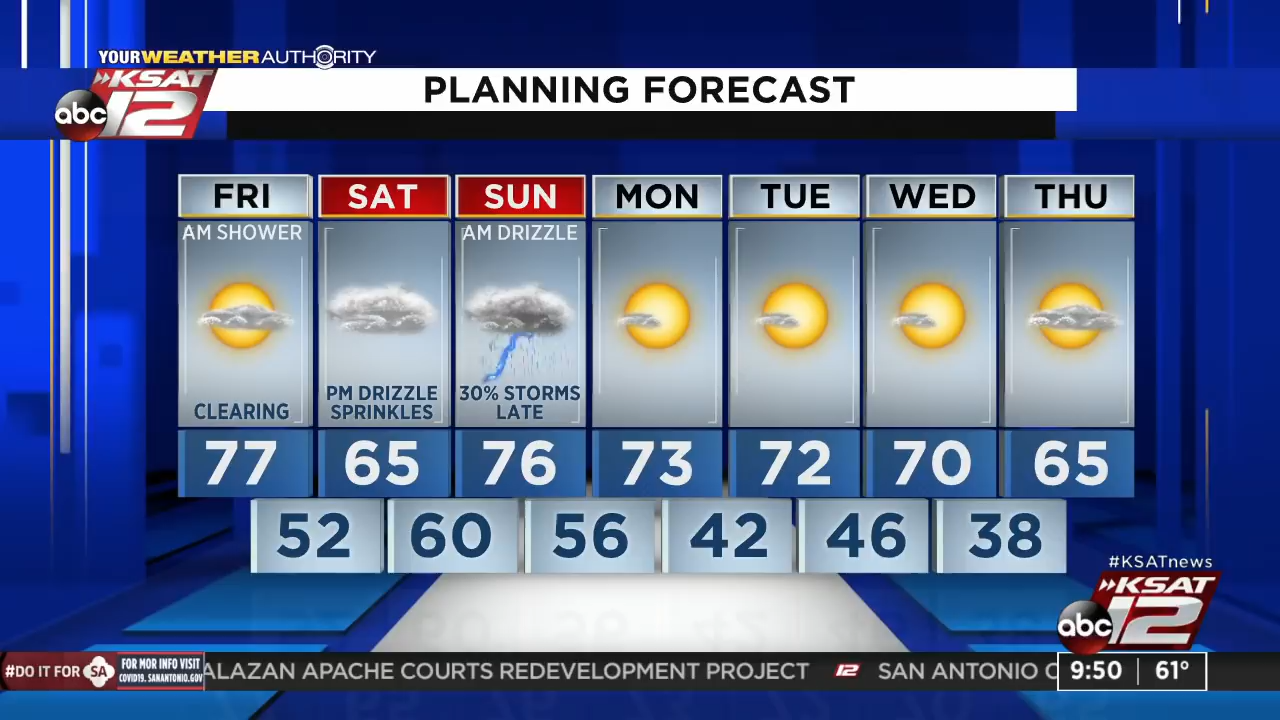 YOURWEATHERAUTHORITY
KSAT
abc 12
PLANNING FORECAST
FRI SAT SUN MON TUE WED THU
AM SHOWER AM DRIZZLE
CLEARING
PM DRIZZLE
SPRINKLES
30% STORMS
LATE
77 65 76 73 72 70 65
52 60 56 42 46 38
#KSATnews
KSAT
abc 12
#DO IT FOR SA
FOR MOR INFO VISIT
COVID19.SANANTONIO.GOV
ALAZAN APACHE COURTS REDEVELOPMENT PROJECT 12 SAN ANTONIO
9:50 61°